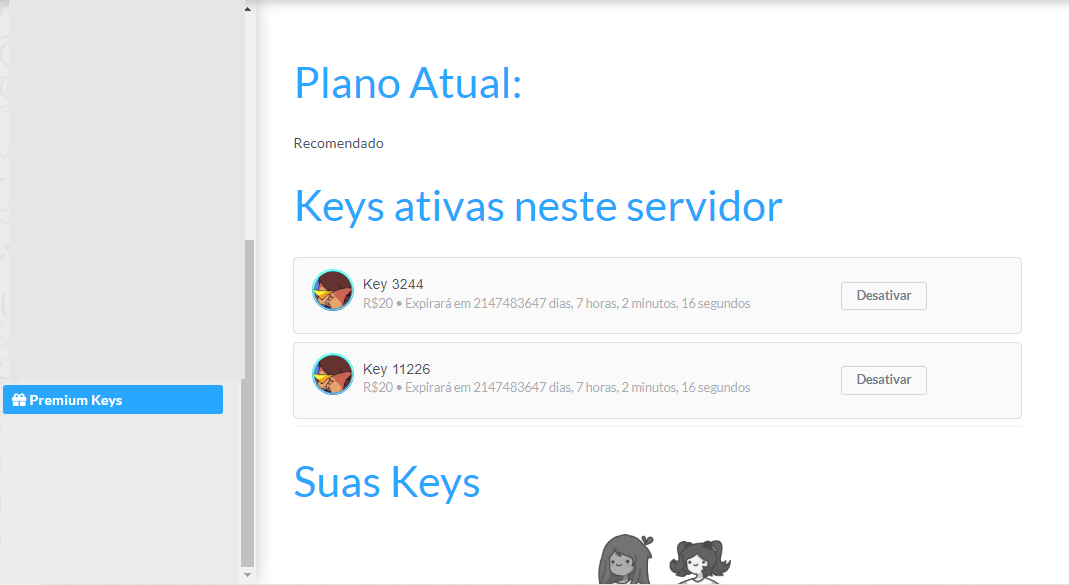 Plano Atual:
Recomendado
Keys ativas neste servidor
Key 3244
R$20 • Expirará em 2147483647 dias, 7 horas, 2 minutos, 16 segundos
Desativar
Key 11226
R$20 • Expirará em 2147483647 dias, 7 horas, 2 minutos, 16 segundos
Desativar
Premium Keys
Suas Keys